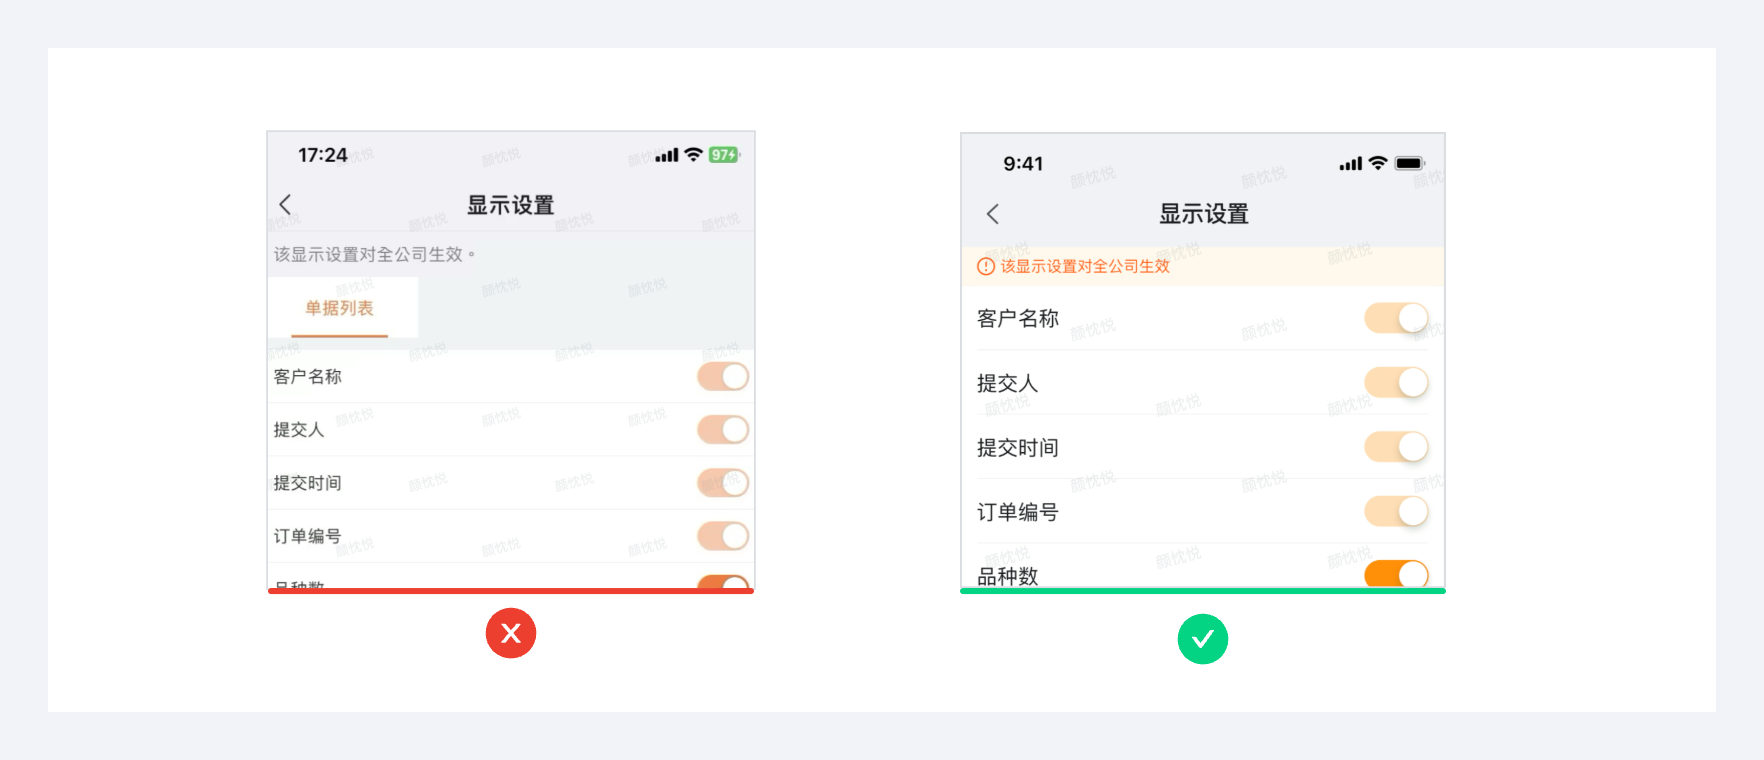 17:24
97
显示设置
该显示设置对全公司生效。
单据列表
客户名称
提交人
提交时间
订单编号
品种数
9:41
显示设置
该显示设置对全公司生效
客户名称
提交人
提交时间
订单编号
品种数